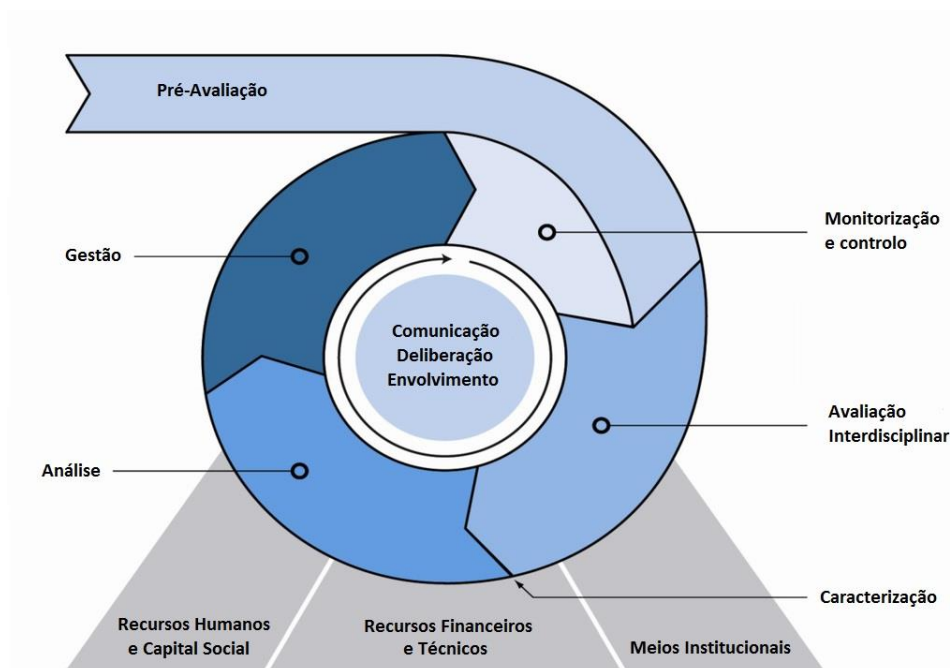 Pré-Avaliação
Monitorização
e controlo
Gestão
Comunicação
Deliberação
Envolvimento
Avaliação
Interdisciplinar
Análise
Caracterização
Recursos Humanos
e Capital Social
Recursos Financeiros
e Técnicos
Meios Institucionais